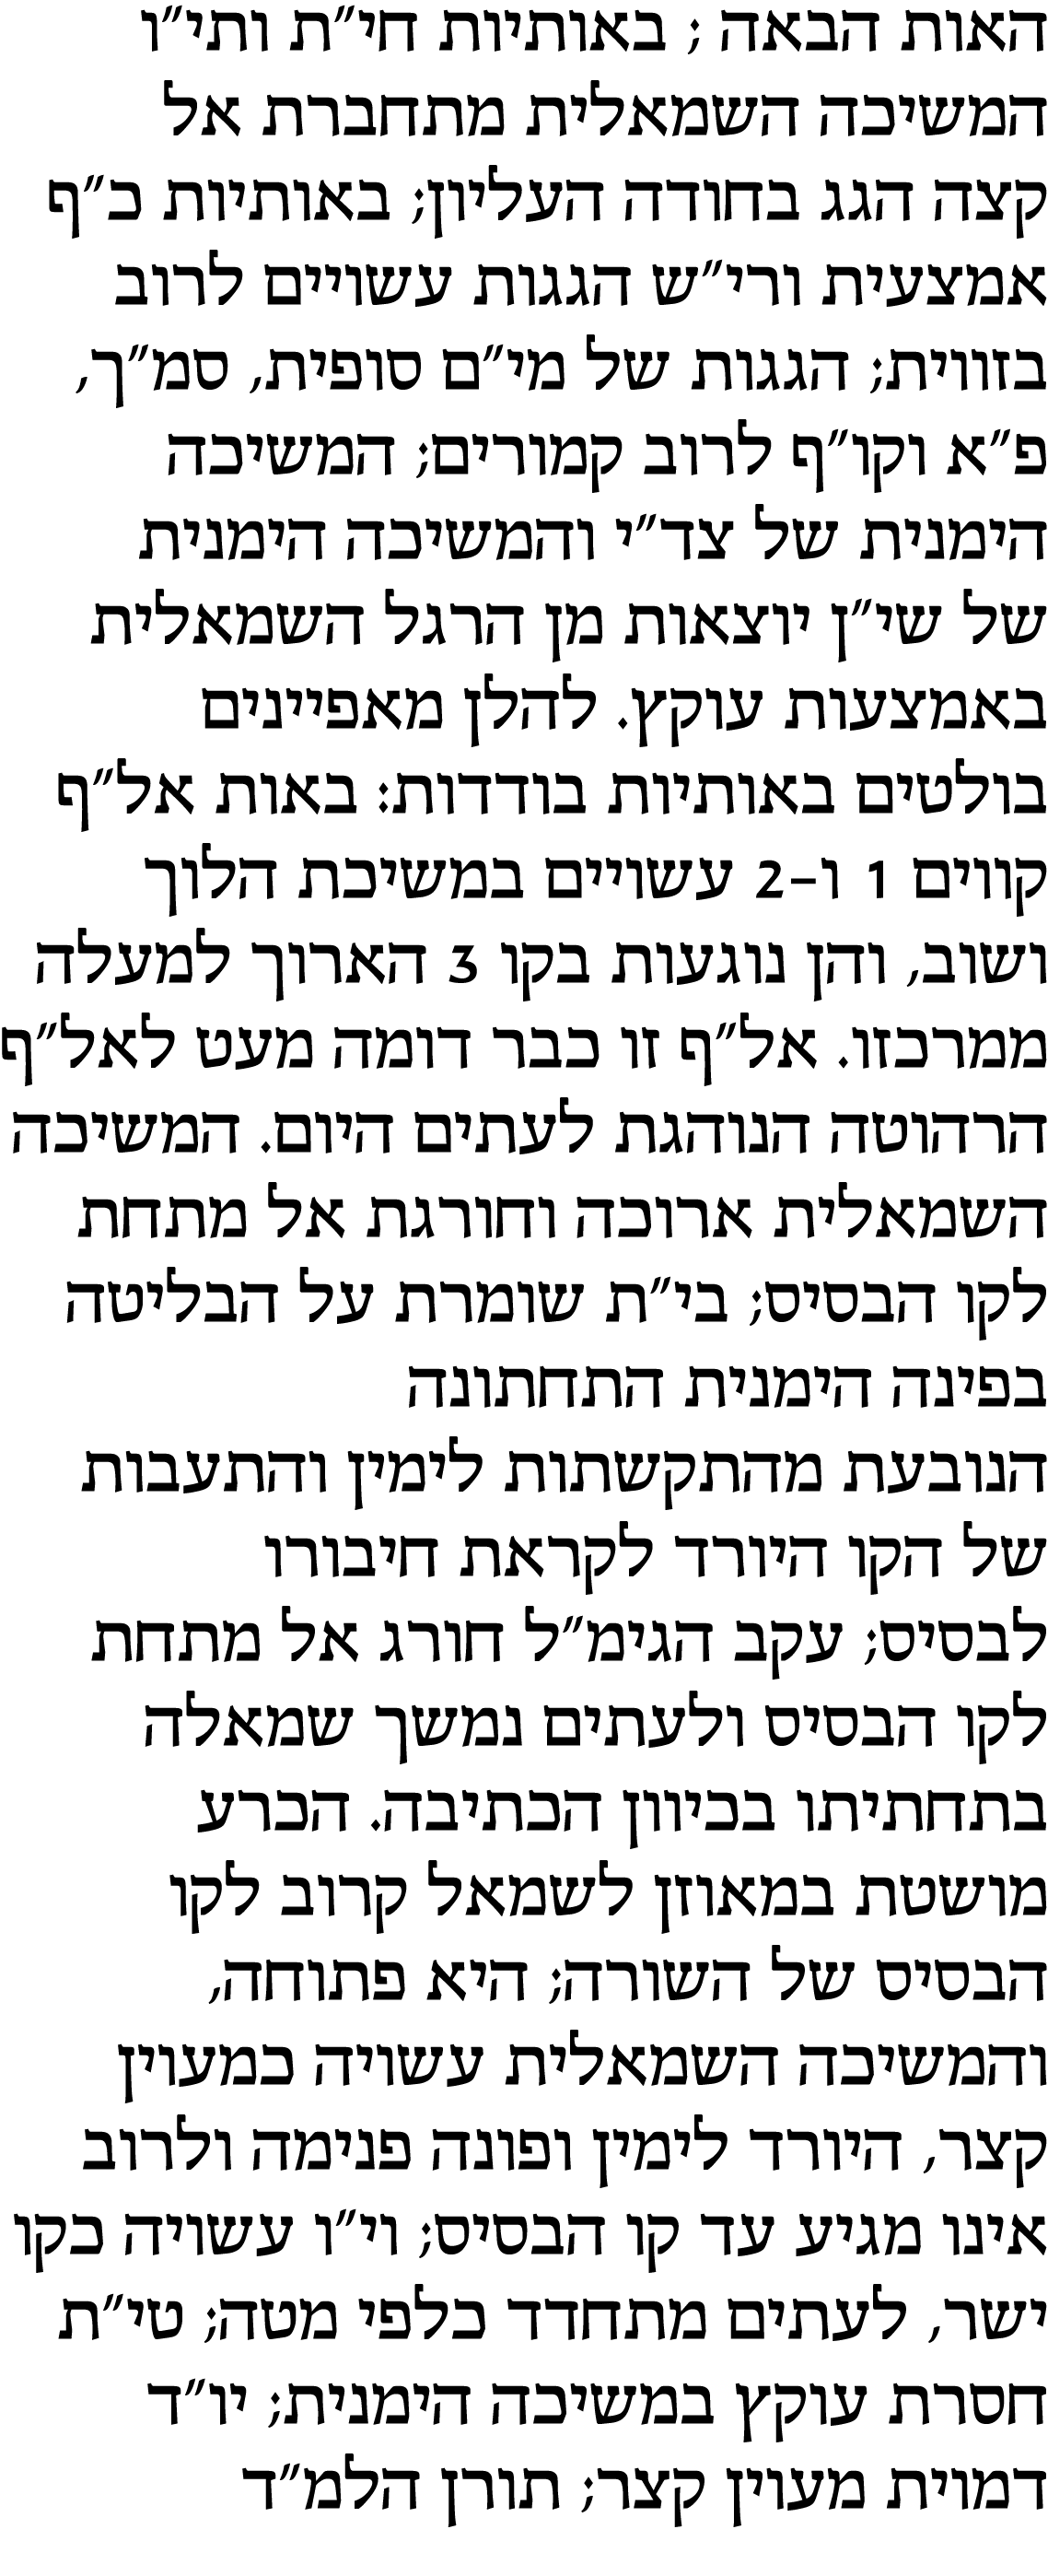 האות הבאה ; באותיות חי״ת ותי״ו
המשיכה השמאלית מתחברת אל
קצה הגג בחודה העליון; באותיות כ״ף
אמצעית ורי״ש הגגות עשויים לרוב
בזווית; הגגות של מי״ם סופית, סמ״ך,
פ״א וקו״ף לרוב קמורים; המשיכה
הימנית של צד״י והמשיכה הימנית
של שי״ן יוצאות מן הרגל השמאלית
באמצעות עוקץ. להלן מאפיינים
בולטים באותיות בודדות: באות אל״ף
קווים 1 ו-2 עשויים במשיכת הלוך
ושוב, והן נוגעות בקו 3 הארוך למעלה
ממרכזו. אל״ף זו כבר דומה מעט לאל״ף
הרהוטה הנוהגת לעתים היום. המשיכה
השמאלית ארוכה וחורגת אל מתחת
לקו הבסיס; בי״ת שומרת על הבליטה
בפינה הימנית התחתונה
הנובעת מהתקשתות לימין והתעבות
של הקו היורד לקראת חיבורו
לבסיס; עקב הגימ״ל חורג אל מתחת
לקו הבסיס ולעתים נמשך שמאלה
בתחתיתו בכיוון הכתיבה. הכרע
מושטת במאוזן לשמאל קרוב לקו
הבסיס של השורה; היא פתוחה,
והמשיכה השמאלית עשויה כמעוין
קצר, היורד לימין ופונה פנימה ולרוב
אינו מגיע עד קו הבסיס; וי״ו עשויה כקו
ישר, לעתים מתחדד כלפי מטה; טי״ת
חסרת עוקץ במשיכה הימנית; יו״ד
דמוית מעוין קצר; תורן הלמ״ד